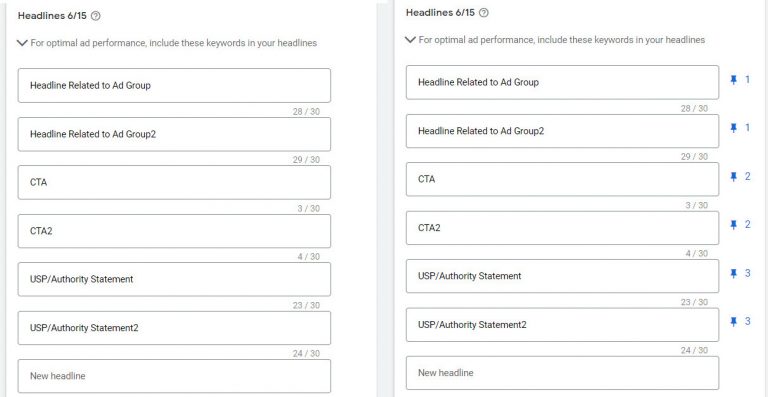 Headlines 6/15
For optimal ad performance, include these keywords in your headlines
Headline Related to Ad Group
28 / 30
Headline Related to Ad Group2
29 / 30
CTA
3 / 30
CTA2
4 / 30
USP/Authority Statement
23 / 30
USP/Authority Statement2
24 / 30
New headline
Headlines 6/15
For optimal ad performance, include these keywords in your headlines
Headline Related to Ad Group
1
28 / 30
Headline Related to Ad Group2
1
29 / 30
CTA
2
3 / 30
CTA2
2
4 / 30
USP/Authority Statement
3
23 / 30
USP/Authority Statement2
3
24 / 30
New headline